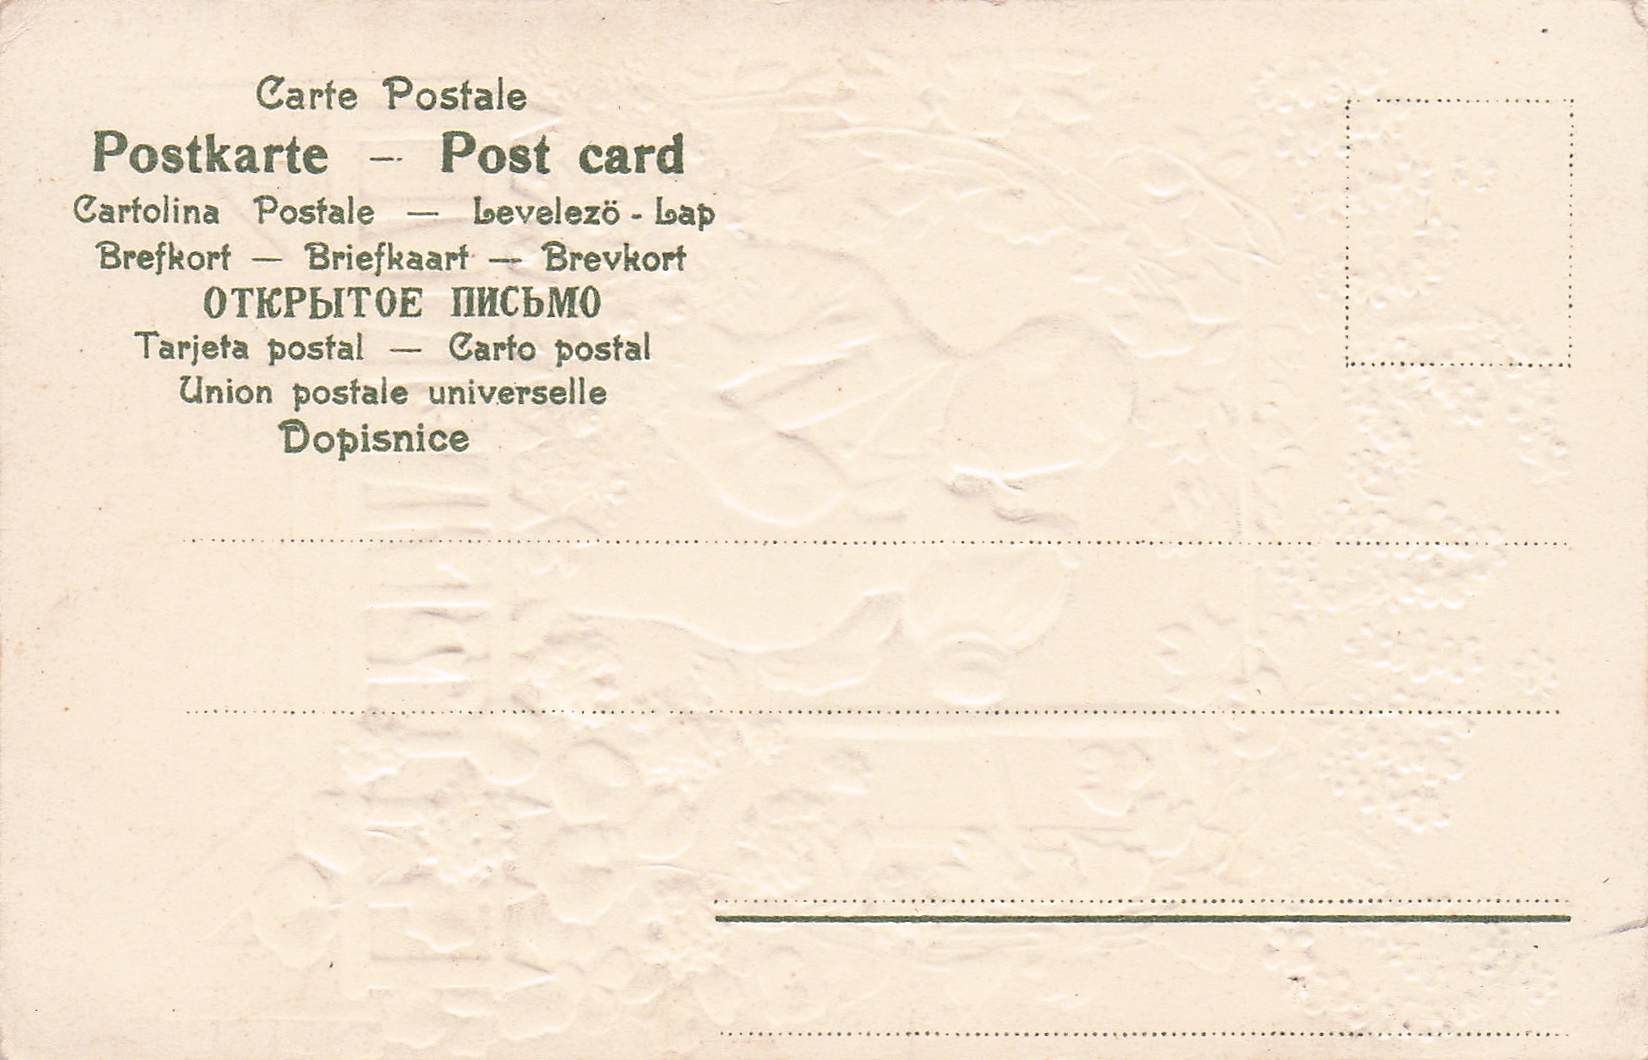 Carte Postale
Postkarte — Post card
Cartolina Postale — Levelezö - Lap
Brefkort — Briefkaart — Brevkort
ОТКРЫТОЕ ПИСЬМО
Tarjeta postal — Carto postal
Union postale universelle
Dopisnice